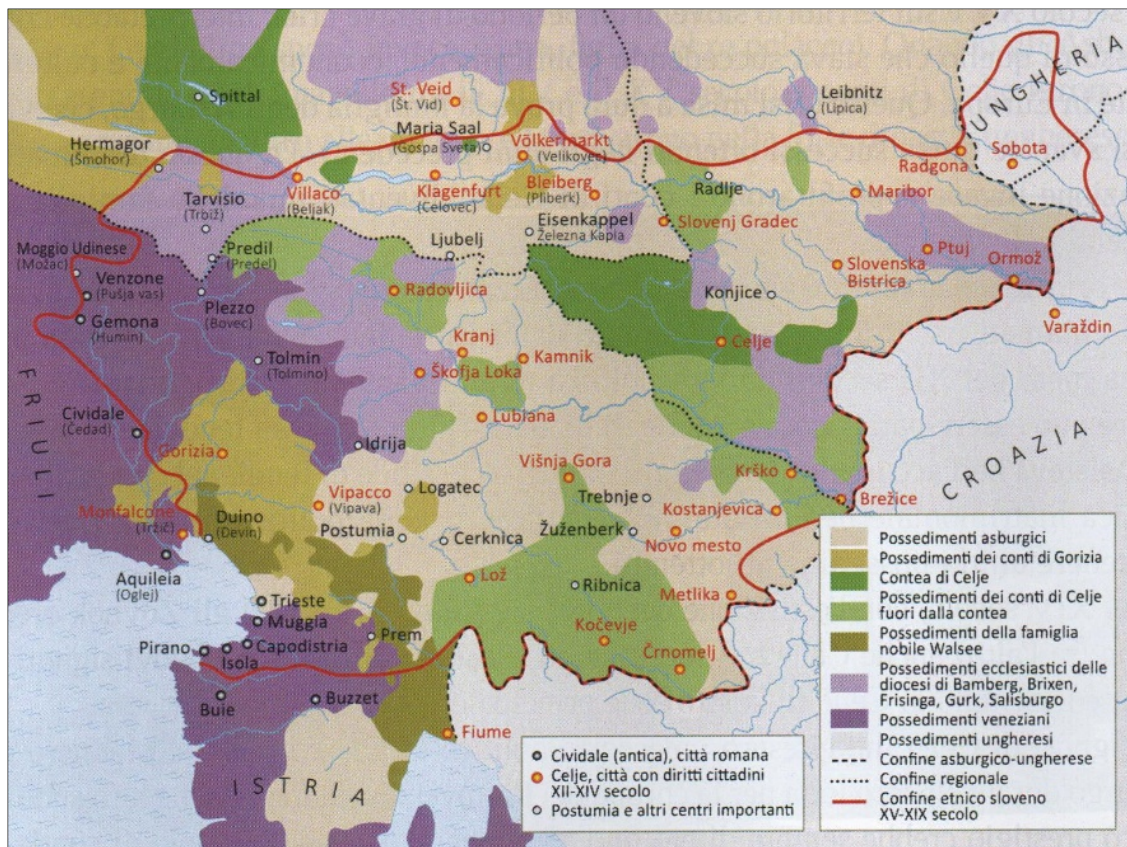 Spittal
St. Veid
(Št. Vid)
Leibnitz
(Lipica)
UNGHERIA
Maria Saal
(Gospa Sveta)
Hermagor
(Šmohor)
Völkermarkt
(Velikovec)
Radgona
Sobota
Villaco
(Beljak)
Klagenfurt
(Celovec)
Bleiberg
(Pliberk)
Radlje
Maribor
Tarvisio
(Trbiž)
Eisenkappel
Železna Kapla
Slovenj Gradec
Moggio Udinese
(Možac)
Predil
(Predel)
Ljubelj
Ptuj
Ormož
Venzone
(Pušja vas)
Slovenska
Bistrica
Radovljica
Konjice
Plezzo
(Bovec)
Gemona
(Humin)
Varaždin
Kranj
Kamnik
Celje
Tolmin
(Tolmino)
Škofja Loka
FRIULI
Cividale
(Čedad)
Lubiana
CROAZIA
Idrija
Gorizia
Višnja Gora
Krško
Logatec
Trebnje
Brežice
Vipacco
(Vipava)
Kostanjevica
Monfalcone
(Tržič)
Duino
(Devin)
Postumia
Cerknica
Žuženberk
Novo mesto
Aquileia
(Oglej)
Lož
Ribnica
Metlika
Trieste
Muggia
Prem
Kočevje
Pirano
Capodistria
Isola
Črnomelj
Buie
Buzzet
Fiume
ISTRIA
Cividale (antica), città romana
Celje, città con diritti cittadini
XII-XIV secolo
Postumia e altri centri importanti
Possedimenti asburgici
Possedimenti dei conti di Gorizia
Contea di Celje
Possedimenti dei conti di Celje
fuori dalla contea
Possedimenti della famiglia
nobile Walsee
Possedimenti ecclesiastici delle
diocesi di Bamberg, Brixen,
Frisinga, Gurk, Salisburgo
Possedimenti veneziani
Possedimenti ungheresi
Confine asburgico-ungherese
Confine regionale
Confine etnico sloveno
XV-XIX secolo